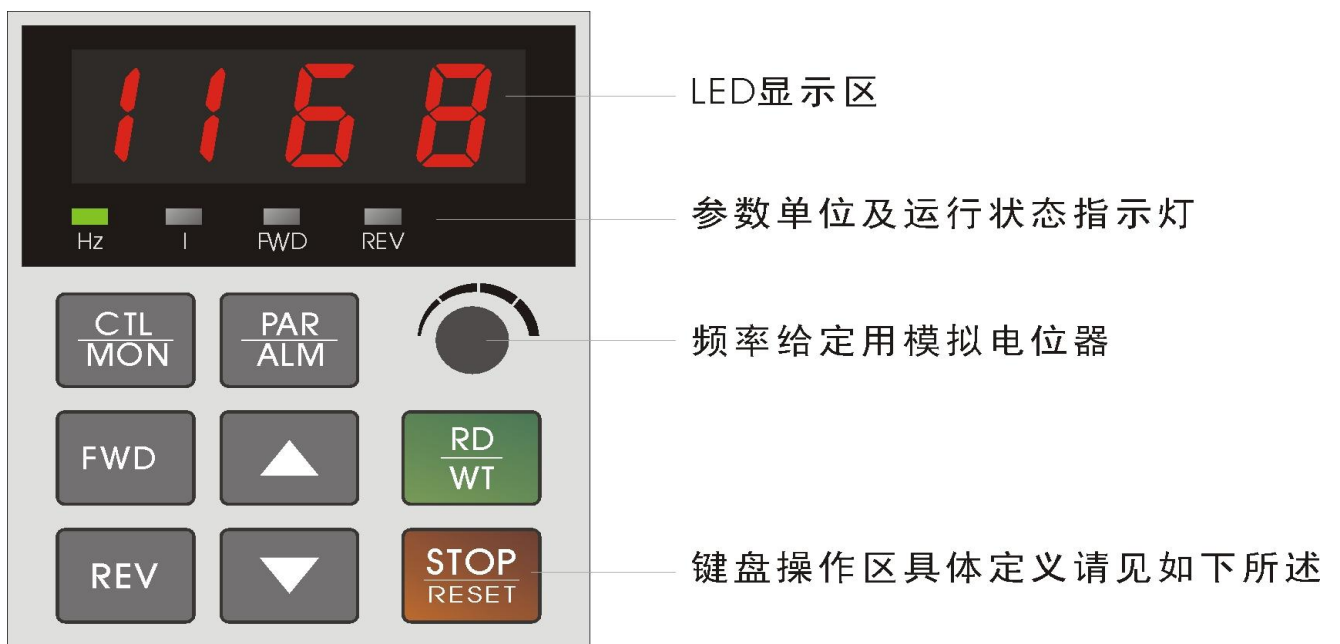 1168
LED显示区
Hz I FWD REV
参数单位及运行状态指示灯
CTL
MON
PAR
ALM
频率给定用模拟电位器
FWD
RD
WT
REV
STOP
RESET
键盘操作区具体定义请见如下所述